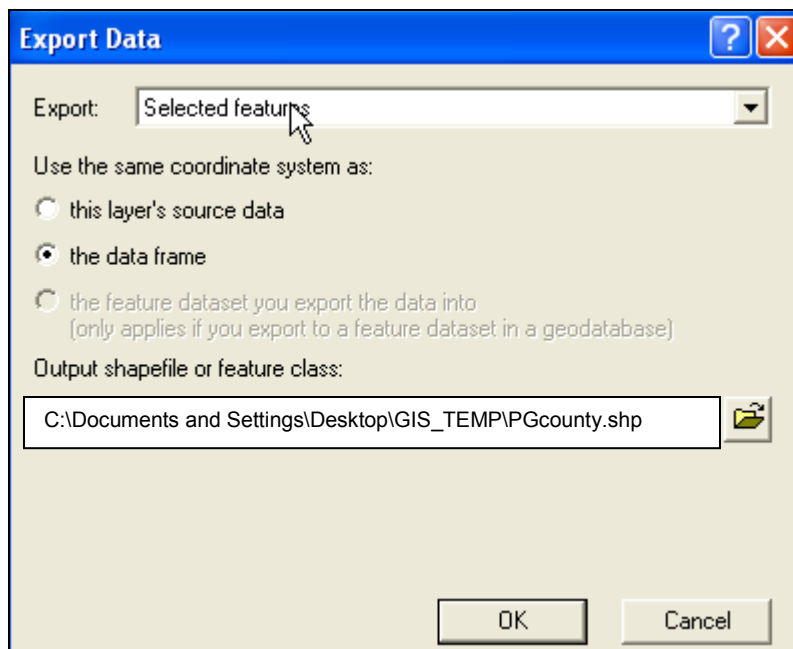 Export Data
Export: Selected features
Use the same coordinate system as:
this layer's source data
the data frame
the feature dataset you export the data into
(only applies if you export to a feature dataset in a geodatabase)
Output shapefile or feature class:
C:\Documents and Settings\Desktop\GIS_TEMP\PGcounty.shp
OK Cancel